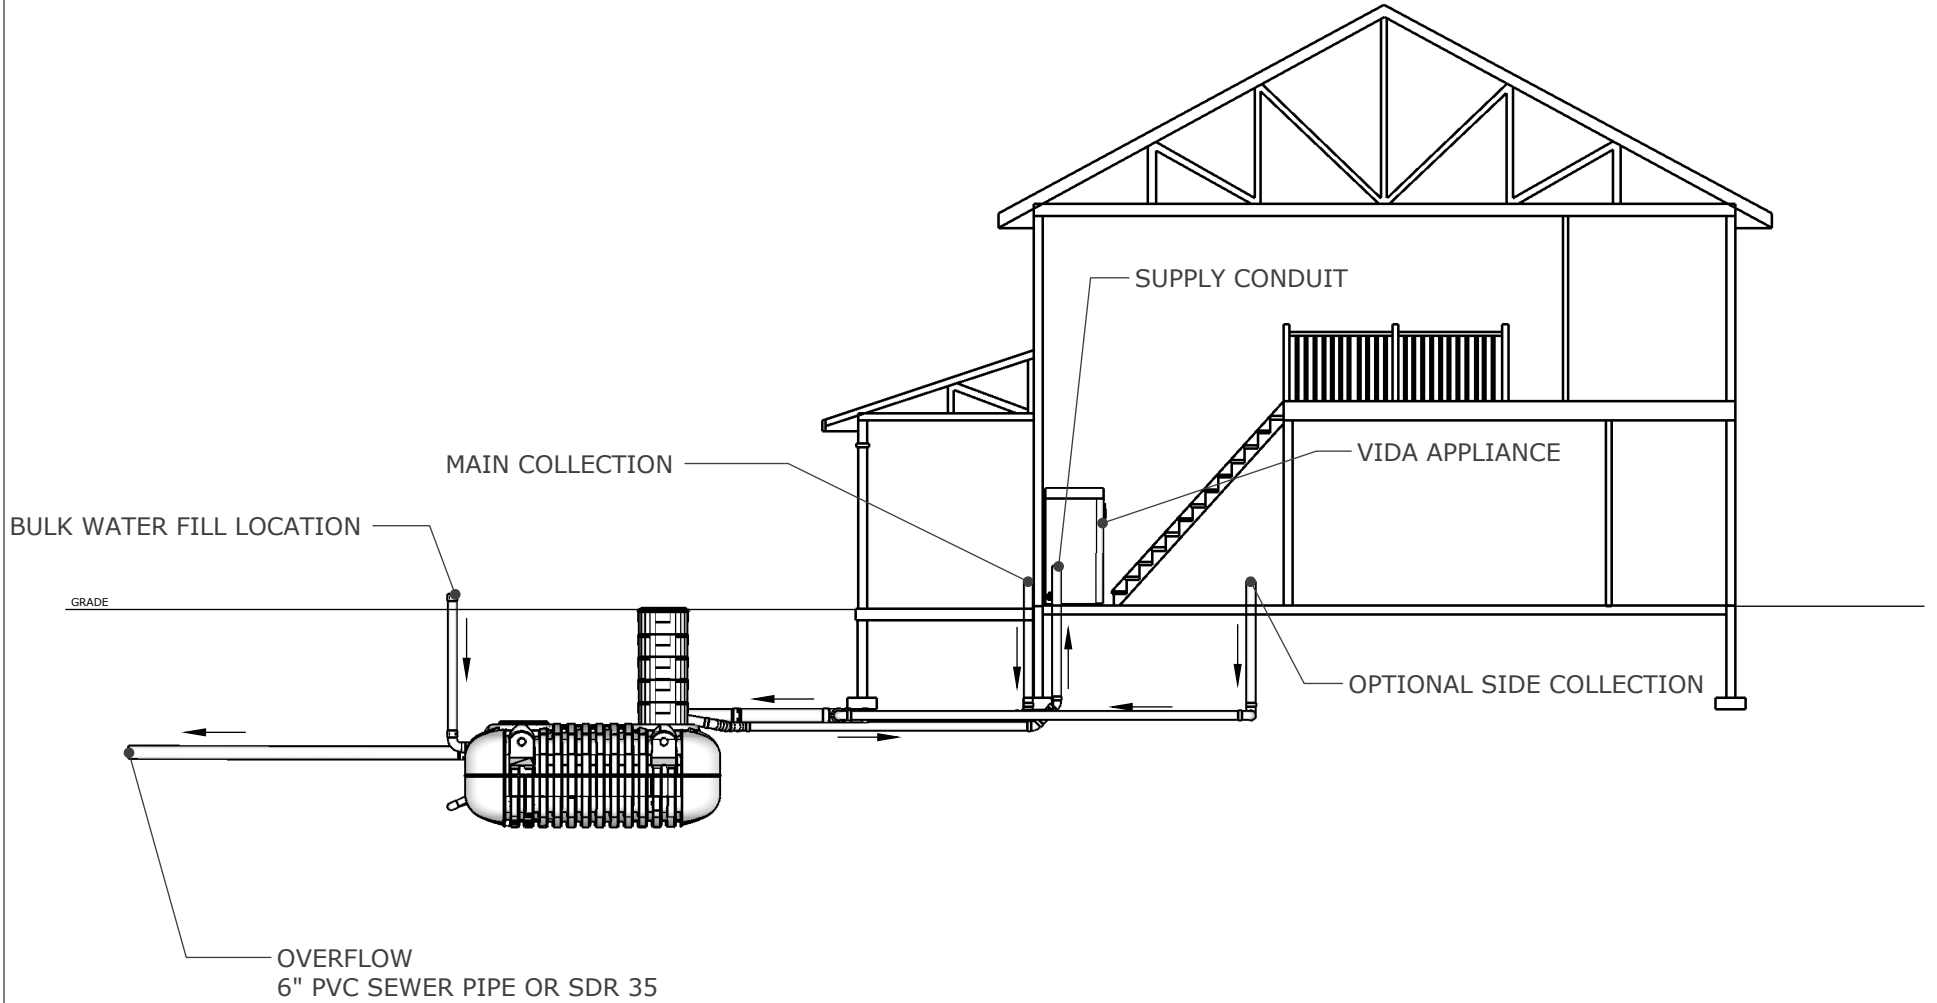 SUPPLY CONDUIT
VIDA APPLIANCE
MAIN COLLECTION
BULK WATER FILL LOCATION
GRADE
OPTIONAL SIDE COLLECTION
OVERFLOW
6" PVC SEWER PIPE OR SDR 35